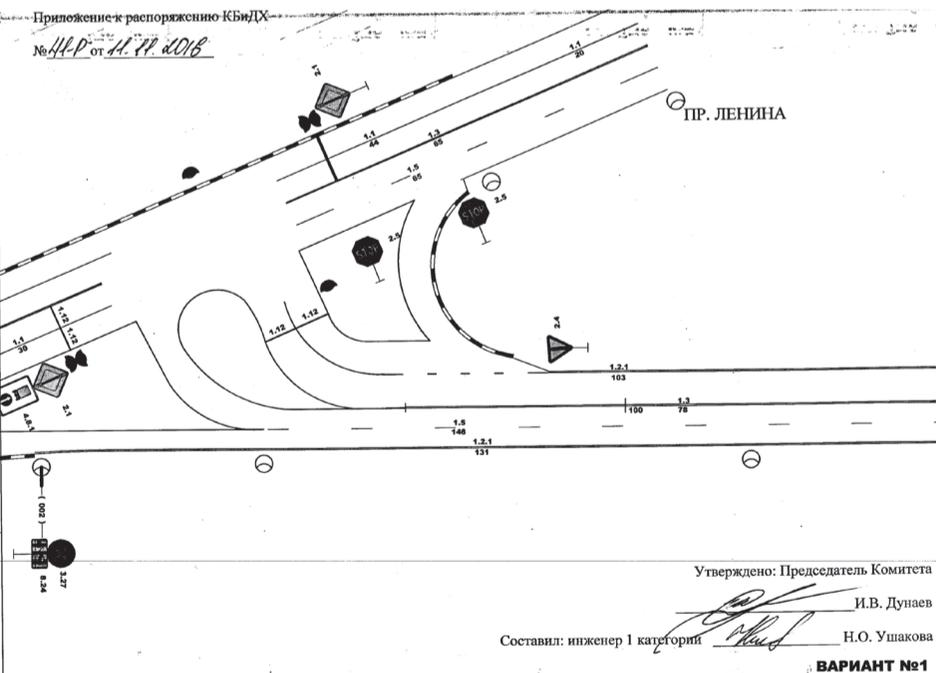 Приложение к распоряжению КБиДХ
№ 41-Р от 11.11.2016
2.1
1.1
20
1.1
44
1.3
65
ПР. ЛЕНИНА
1.5
65
2.5
STOP
2.5
STOP
1.12
1.12
1.1
30
1.12
1.12
2.4
2.1
4.8.1
1.2.1
103
1.3
100 78
1.5
146
1.2.1
131
( 002 )
8.24
3.27
Утверждено: Председатель Комитета
И.В. Дунаев
Составил: инженер 1 категории
Н.О. Ушакова
ВАРИАНТ №1